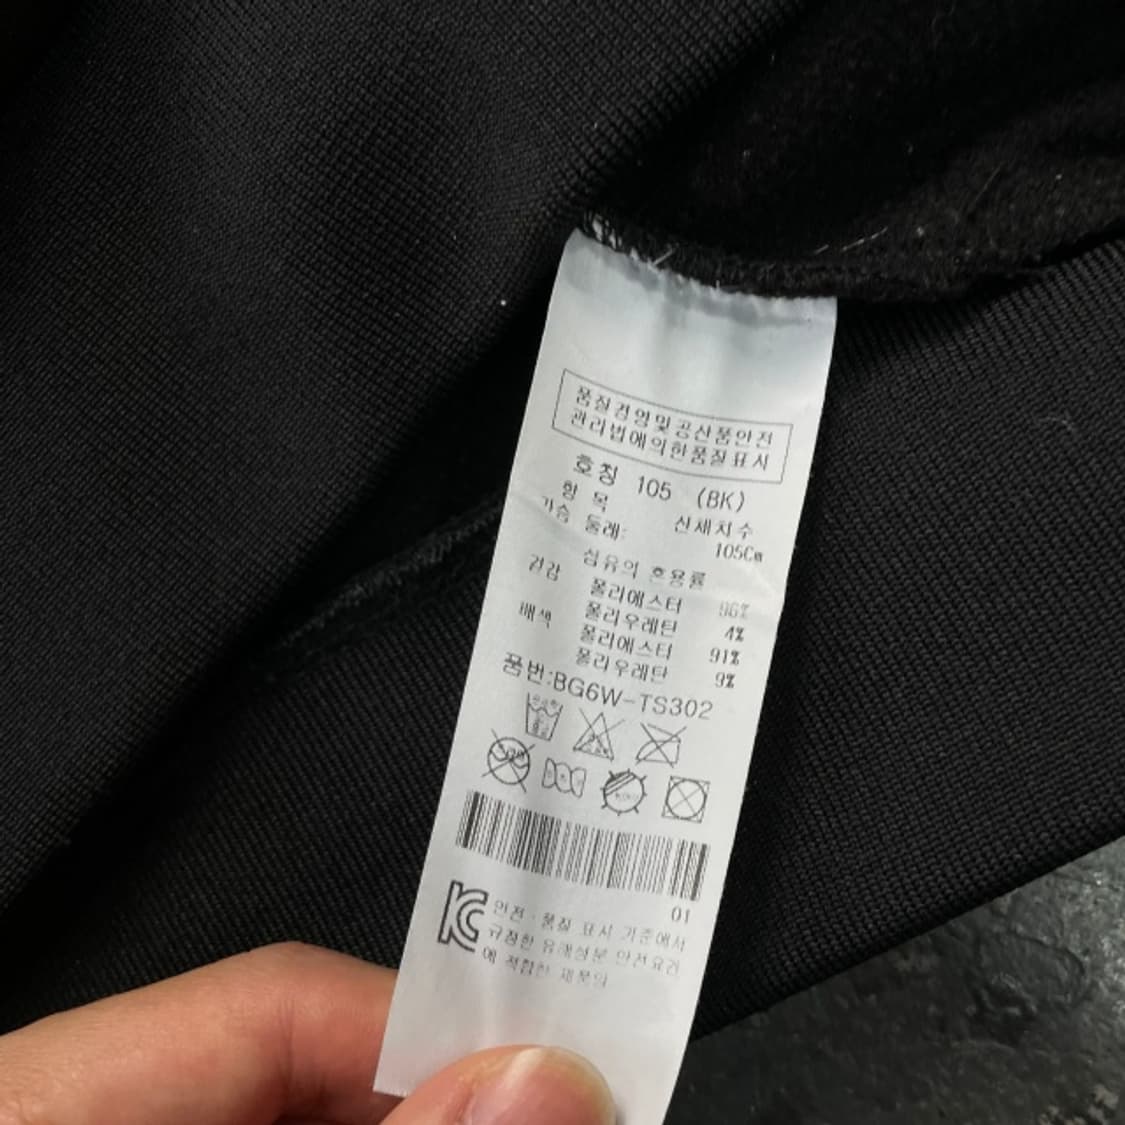 품질경영및공산품안전
관리법에의한품질표시
호칭 105 (BK)
항 목 신체치수
가슴 둘레: 105Cm
섬유의 혼용률
겉감 폴리에스터 96%
폴리우레탄 4%
배색 폴리에스터 91%
폴리우레탄 9%
품번:BG6W-TS302
01
안전·품질 표시 기준에서
규정한 유해성분 안전요건
에 적합한 제품임